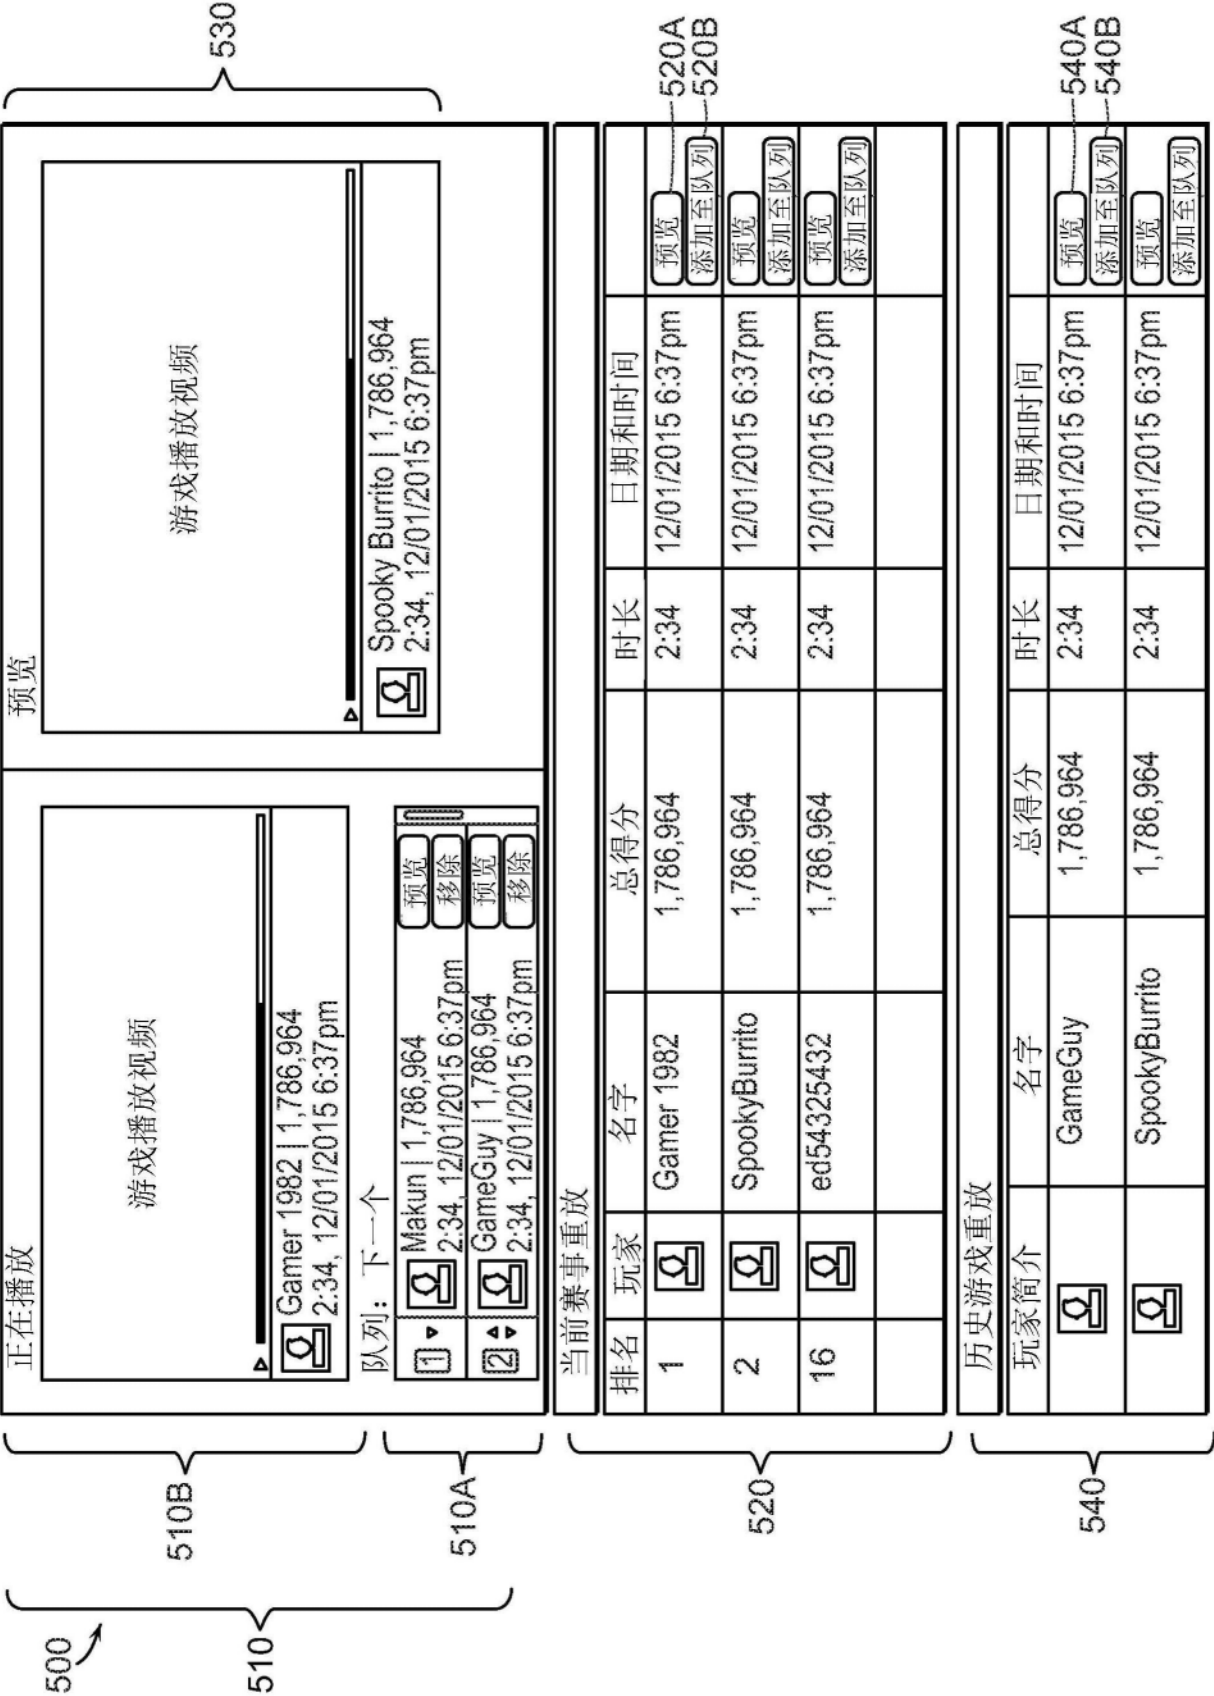 500
510
510B
510A
530
正在播放
游戏播放视频
Gamer 1982 | 1,786,964
2:34, 12/01/2015 6:37pm
队列: 下一个
1 Makun | 1,786,964 预览
2:34, 12/01/2015 6:37pm 移除
2 GameGuy | 1,786,964 预览
2:34, 12/01/2015 6:37pm 移除
预览
游戏播放视频
Spooky Burrito | 1,786,964
2:34, 12/01/2015 6:37pm
520
当前赛事重放
排名 玩家 名字 总得分 时长 日期和时间
1 Gamer 1982 1,786,964 2:34 12/01/2015 6:37pm 预览 520A
添加至队列 520B
2 SpookyBurrito 1,786,964 2:34 12/01/2015 6:37pm 预览
添加至队列
16 ed54325432 1,786,964 2:34 12/01/2015 6:37pm 预览
添加至队列
540
历史游戏重放
玩家简介 名字 总得分 时长 日期和时间
GameGuy 1,786,964 2:34 12/01/2015 6:37pm 预览 540A
添加至队列 540B
SpookyBurrito 1,786,964 2:34 12/01/2015 6:37pm 预览
添加至队列